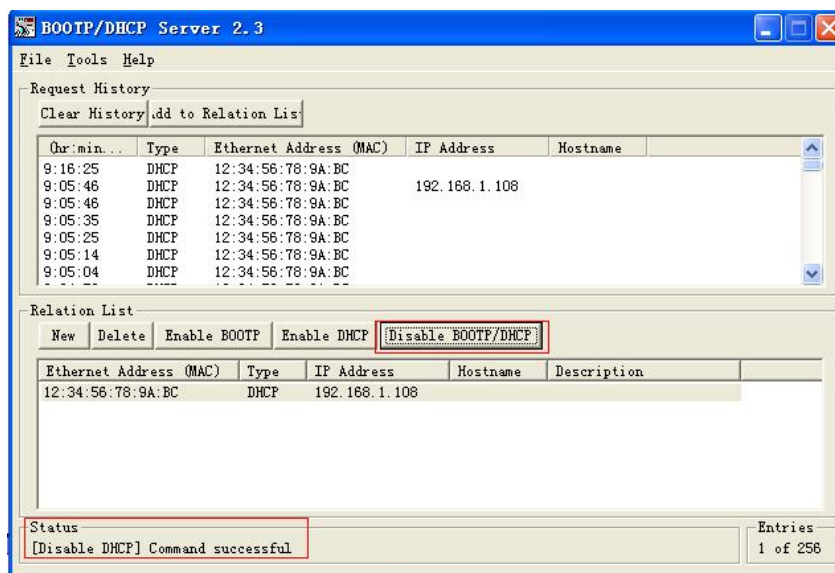 BOOTP/DHCP Server 2.3
File Tools Help
Request History
Clear History dd to Relation Lis
(hr:min... Type Ethernet Address (MAC) IP Address Hostname
9:16:25 DHCP 12:34:56:78:9A:BC
9:05:46 DHCP 12:34:56:78:9A:BC 192.168.1.108
9:05:46 DHCP 12:34:56:78:9A:BC
9:05:35 DHCP 12:34:56:78:9A:BC
9:05:25 DHCP 12:34:56:78:9A:BC
9:05:14 DHCP 12:34:56:78:9A:BC
9:05:04 DHCP 12:34:56:78:9A:BC
Relation List
New Delete Enable BOOTP Enable DHCP Disable BOOTP/DHCP
Ethernet Address (MAC) Type IP Address Hostname Description
12:34:56:78:9A:BC DHCP 192.168.1.108
Status
[Disable DHCP] Command successful
Entries
1 of 256